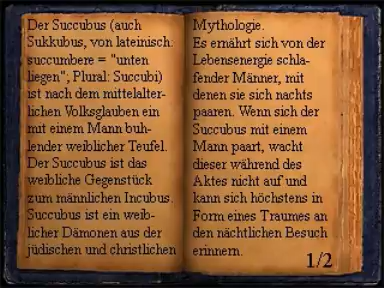 Der Succubus (auch
Sukkubus, von lateinisch.
succumbere = "unten
liegen"; Plural: Succubi)
ist nach dem mittelalter-
lichen Volksglauben ein
mit einem Mann buh-
lender weiblicher Teufel.
Der Succubus ist das
weibliche Gegenstück
zum männlichen Incubus.
Succubus ist ein weib-
licher Dämonen aus der
jüdischen und christlichen
Mythologie.
Es ernährt sich von der
Lebensenergie schla-
fender Männer, mit
denen sie sich nachts
paaren. Wenn sich der
Succubus mit einem
Mann paart, wacht
dieser während des
Aktes nicht auf und
kann sich höchstens in
Form eines Traumes an
den nächtlichen Besuch
erinnern.
1/2